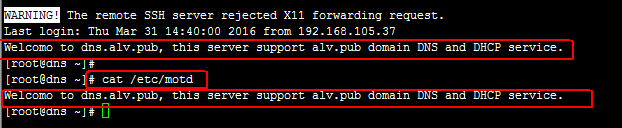 WARNING! The remote SSH server rejected X11 forwarding request.
Last login: Thu Mar 31 14:40:00 2016 from 192.168.105.37
Welcomo to dns.alv.pub, this server support alv.pub domain DNS and DHCP service.
[root@dns ~]#
[root@dns ~]# cat /etc/motd
Welcomo to dns.alv.pub, this server support alv.pub domain DNS and DHCP service.
[root@dns ~]#